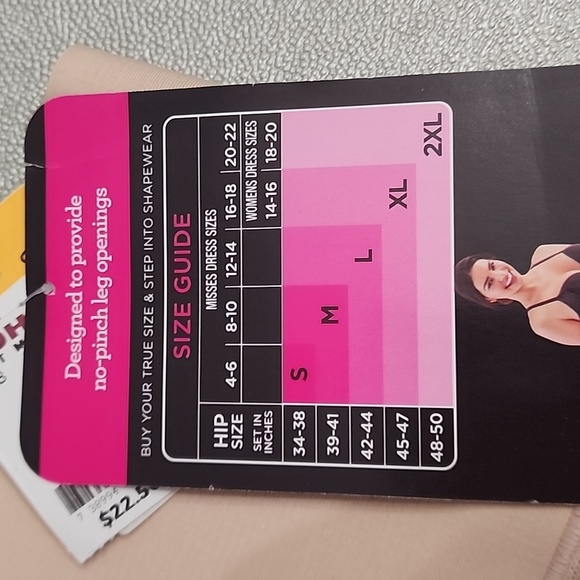 Designed to provide
no-pinch leg openings
BUY YOUR TRUE SIZE & STEP INTO SHAPEWEAR
SIZE GUIDE
HIP SIZE
SET IN INCHES
MISSES DRESS SIZES
4-6 8-10 12-14 16-18 20-22
WOMENS DRESS SIZES
14-16 18-20
34-38 S
39-41 M
42-44 L
45-47 XL
48-50 2XL